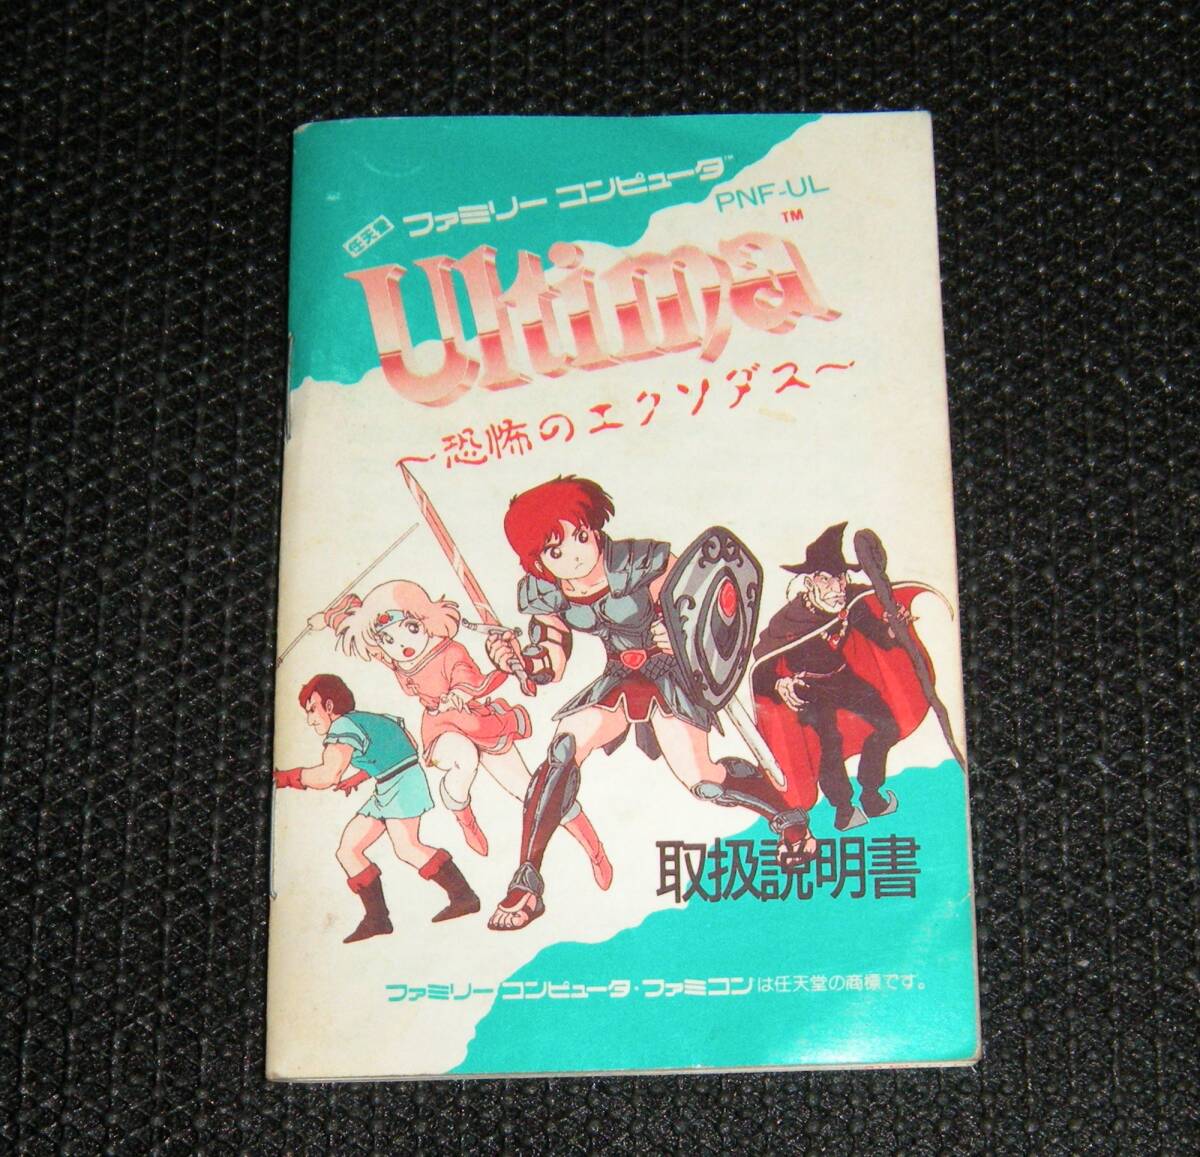 任天堂 ファミリー コンピュータ™
PNF-UL
Ultima™
～恐怖のエクソダス～
取扱説明書
ファミリー コンピュータ・ファミコンは任天堂の商標です。